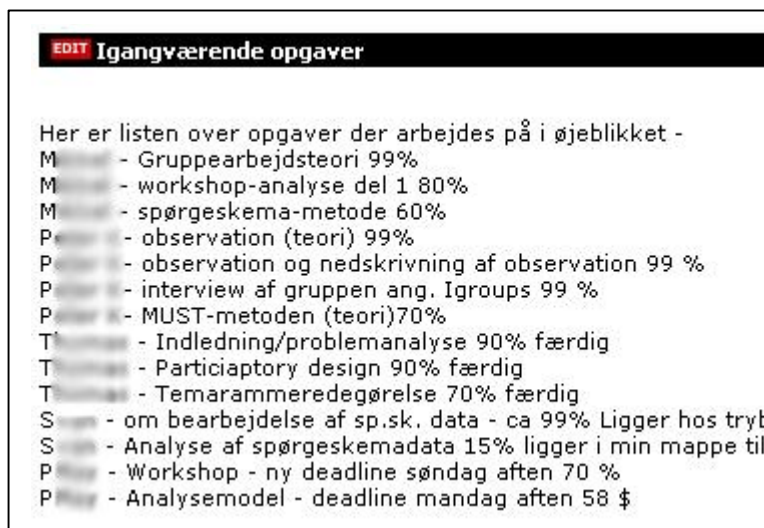 EDIT Igangværende opgaver
Her er listen over opgaver der arbejdes på i øjeblikket -
- Gruppearbejdsteori 99%
- workshop-analyse del 1 80%
- spørgeskema-metode 60%
- observation (teori) 99%
- observation og nedskrivning af observation 99 %
- interview af gruppen ang. Igroups 99 %
- MUST-metoden (teori)70%
- Indledning/problemanalyse 90% færdig
- Particiaptory design 90% færdig
- Temarammeredegørelse 70% færdig
- om bearbejdelse af sp.sk. data - ca 99% Ligger hos
- Analyse af spørgeskemadata 15% ligger i min mappe til
- Workshop - ny deadline søndag aften 70 %
- Analysemodel - deadline mandag aften 58 $